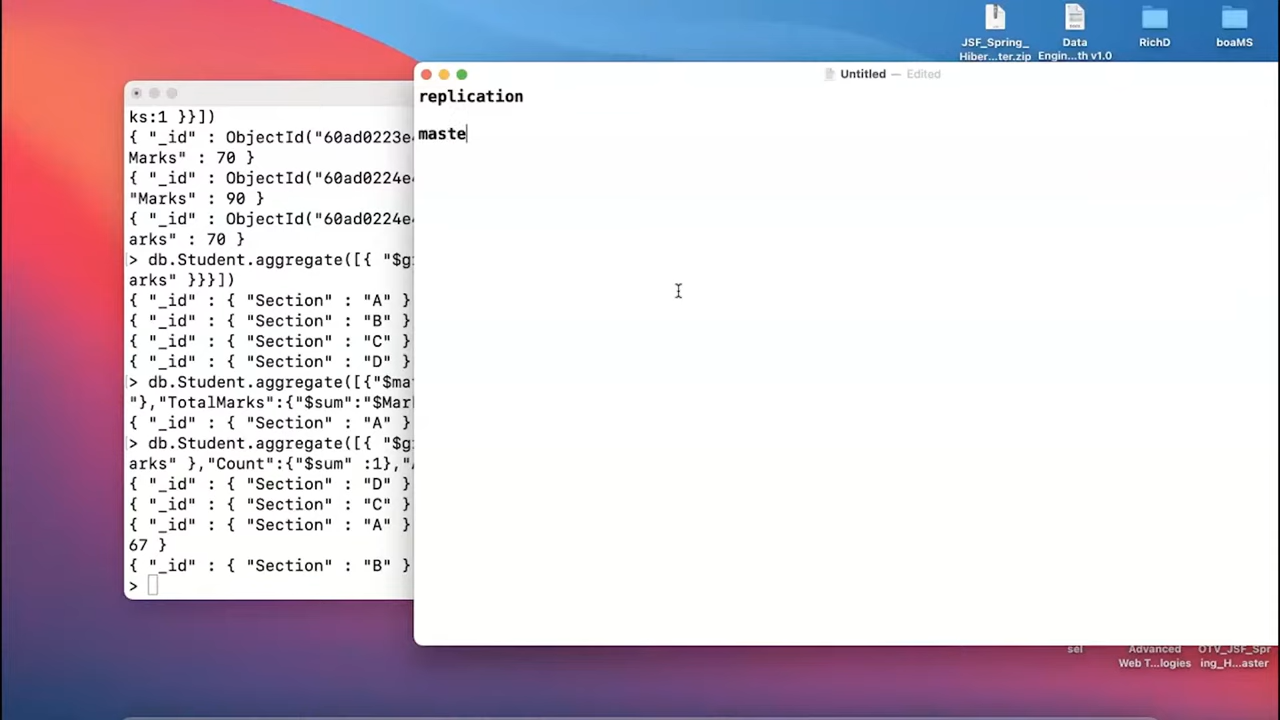 JSF_Spring_
Hiber...ter.zip
Data
Engin...th v1.0
RichD
boaMS
Untitled — Edited
replication
maste
ks:1 }}])
{ "_id" : ObjectId("60ad0223e4
Marks" : 70 }
{ "_id" : ObjectId("60ad0224e4
"Marks" : 90 }
{ "_id" : ObjectId("60ad0224e4
arks" : 70 }
> db.Student.aggregate([{ "$g
arks" }}}])
{ "_id" : { "Section" : "A" }
{ "_id" : { "Section" : "B" }
{ "_id" : { "Section" : "C" }
{ "_id" : { "Section" : "D" }
> db.Student.aggregate([{"$ma
"},"TotalMarks":{"$sum":"$Mar
{ "_id" : { "Section" : "A" }
> db.Student.aggregate([{ "$g
arks" },"Count":{"$sum" :1},"
{ "_id" : { "Section" : "D" }
{ "_id" : { "Section" : "C" }
{ "_id" : { "Section" : "A" }
67 }
{ "_id" : { "Section" : "B" }
>
sel
Advanced
Web T...logies
OTV_JSF_Spr
ing_H...aster